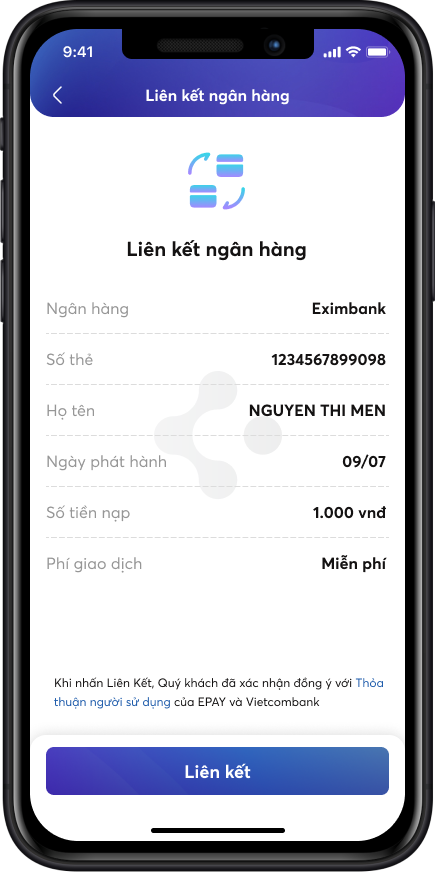 9:41
Liên kết ngân hàng
Liên kết ngân hàng
Ngân hàng Eximbank
Số thẻ 1234567899098
Họ tên NGUYEN THI MEN
Ngày phát hành 09/07
Số tiền nạp 1.000 vnđ
Phí giao dịch Miễn phí
Khi nhấn Liên Kết, Quý khách đã xác nhận đồng ý với Thỏa
thuận người sử dụng của EPAY và Vietcombank
Liên kết